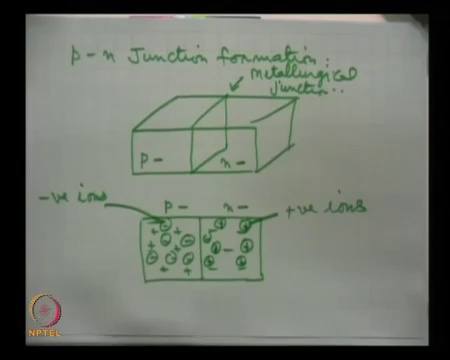 p - n Junction formation:
metallurgical
junction..
p - n -
p - n -
-ve ions +ve ions
+ + + + + +
- - - -
NPTEL